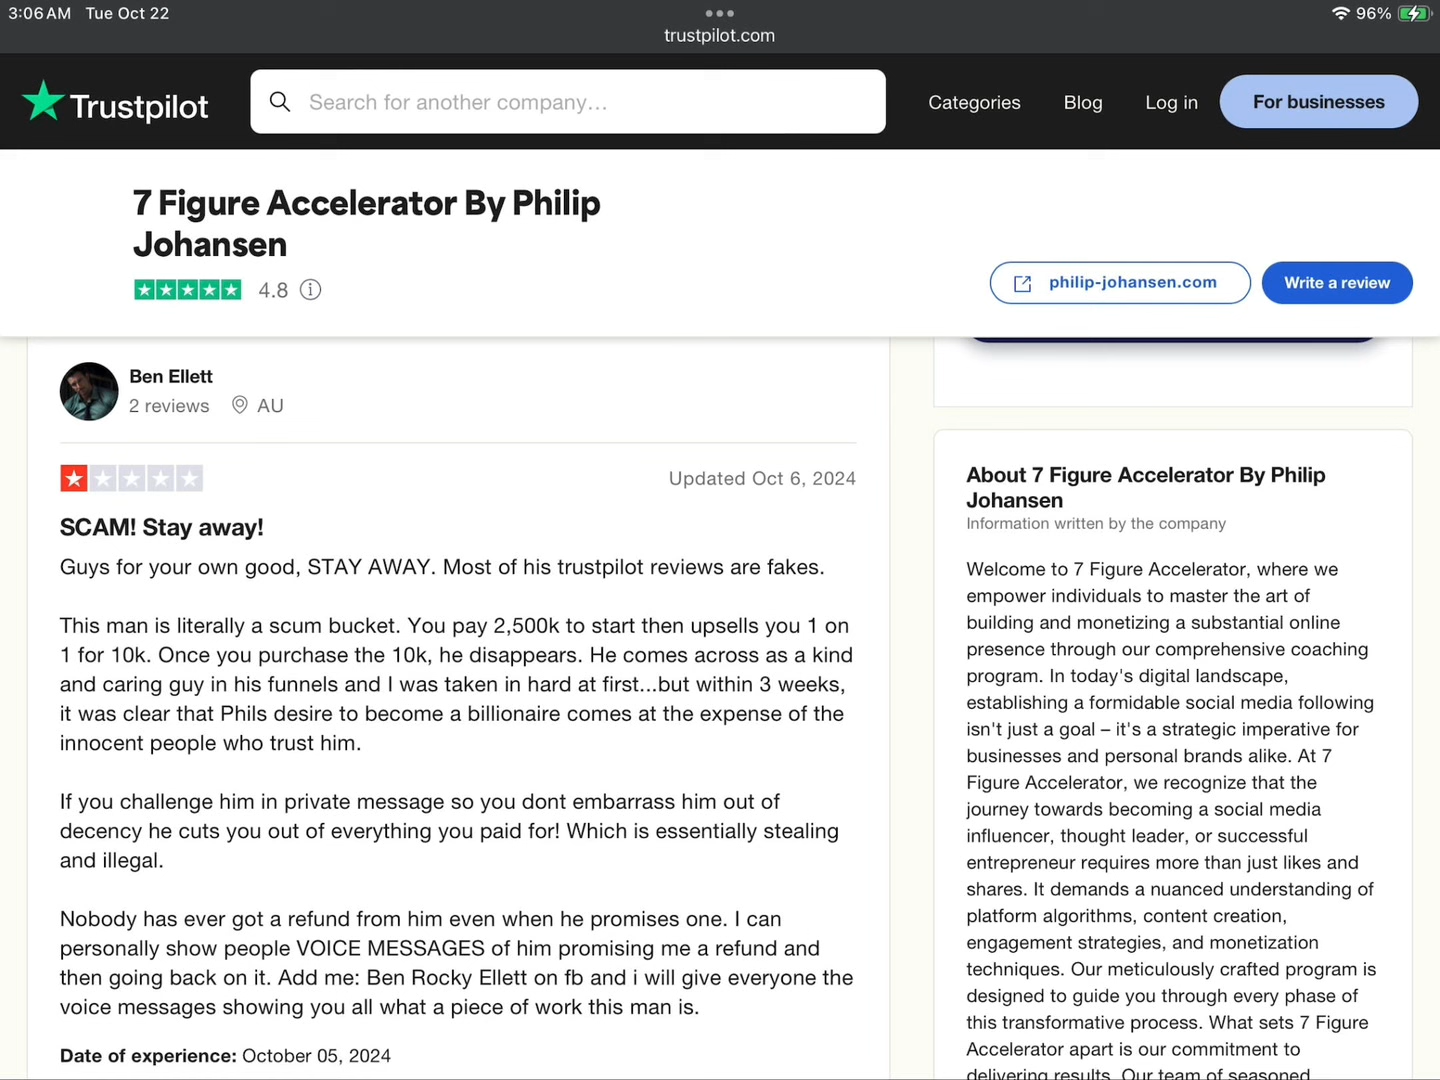 3:06 AM Tue Oct 22
96%
trustpilot.com
Trustpilot
Search for another company...
Categories
Blog
Log in
For businesses
7 Figure Accelerator By Philip
Johansen
4.8
philip-johansen.com
Write a review
Ben Ellett
2 reviews AU
Updated Oct 6, 2024
SCAM! Stay away!
Guys for your own good, STAY AWAY. Most of his trustpilot reviews are fakes.
This man is literally a scum bucket. You pay 2,500k to start then upsells you 1 on
1 for 10k. Once you purchase the 10k, he disappears. He comes across as a kind
and caring guy in his funnels and I was taken in hard at first...but within 3 weeks,
it was clear that Phils desire to become a billionaire comes at the expense of the
innocent people who trust him.
If you challenge him in private message so you dont embarrass him out of
decency he cuts you out of everything you paid for! Which is essentially stealing
and illegal.
Nobody has ever got a refund from him even when he promises one. I can
personally show people VOICE MESSAGES of him promising me a refund and
then going back on it. Add me: Ben Rocky Ellett on fb and i will give everyone the
voice messages showing you all what a piece of work this man is.
Date of experience: October 05, 2024
About 7 Figure Accelerator By Philip
Johansen
Information written by the company
Welcome to 7 Figure Accelerator, where we
empower individuals to master the art of
building and monetizing a substantial online
presence through our comprehensive coaching
program. In today's digital landscape,
establishing a formidable social media following
isn't just a goal – it's a strategic imperative for
businesses and personal brands alike. At 7
Figure Accelerator, we recognize that the
journey towards becoming a social media
influencer, thought leader, or successful
entrepreneur requires more than just likes and
shares. It demands a nuanced understanding of
platform algorithms, content creation,
engagement strategies, and monetization
techniques. Our meticulously crafted program is
designed to guide you through every phase of
this transformative process. What sets 7 Figure
Accelerator apart is our commitment to
delivering results. Our team of seasoned